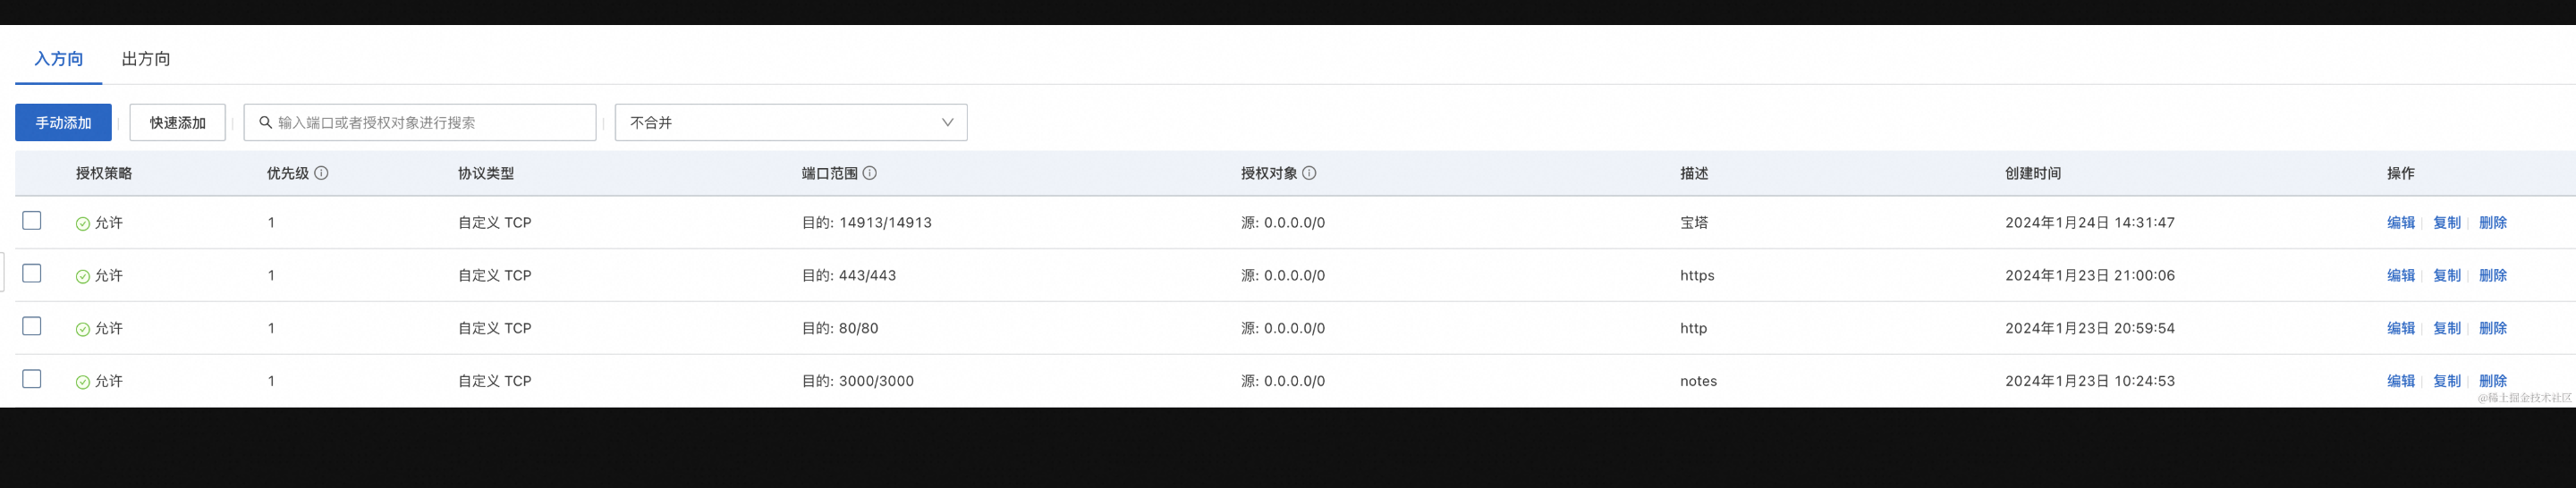 入方向 出方向
手动添加 快速添加 输入端口或者授权对象进行搜索 不合并
授权策略 优先级 协议类型 端口范围 授权对象 描述 创建时间 操作
允许 1 自定义 TCP 目的: 14913/14913 源: 0.0.0.0/0 宝塔 2024年1月24日 14:31:47 编辑 复制 删除
允许 1 自定义 TCP 目的: 443/443 源: 0.0.0.0/0 https 2024年1月23日 21:00:06 编辑 复制 删除
允许 1 自定义 TCP 目的: 80/80 源: 0.0.0.0/0 http 2024年1月23日 20:59:54 编辑 复制 删除
允许 1 自定义 TCP 目的: 3000/3000 源: 0.0.0.0/0 notes 2024年1月23日 10:24:53 编辑 复制 删除
@稀土掘金技术社区